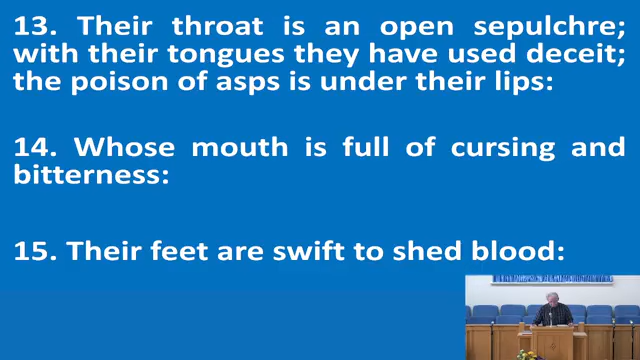 13. Their throat is an open sepulchre;
with their tongues they have used deceit;
the poison of asps is under their lips:
14. Whose mouth is full of cursing and
bitterness:
15. Their feet are swift to shed blood: